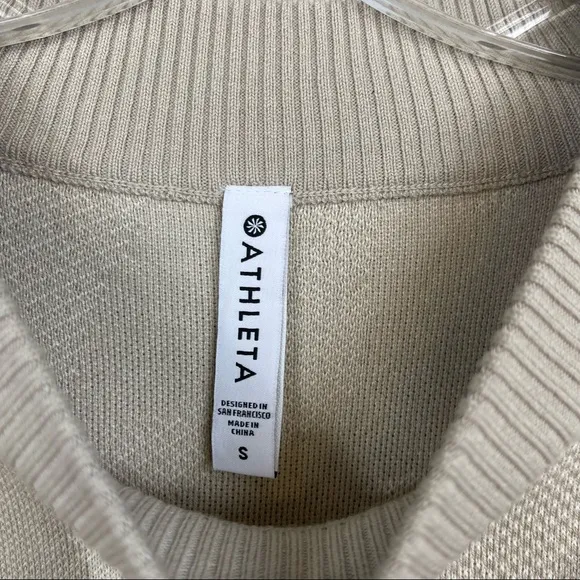 ATHLETA
DESIGNED IN
SAN FRANCISCO
MADE IN
CHINA
S